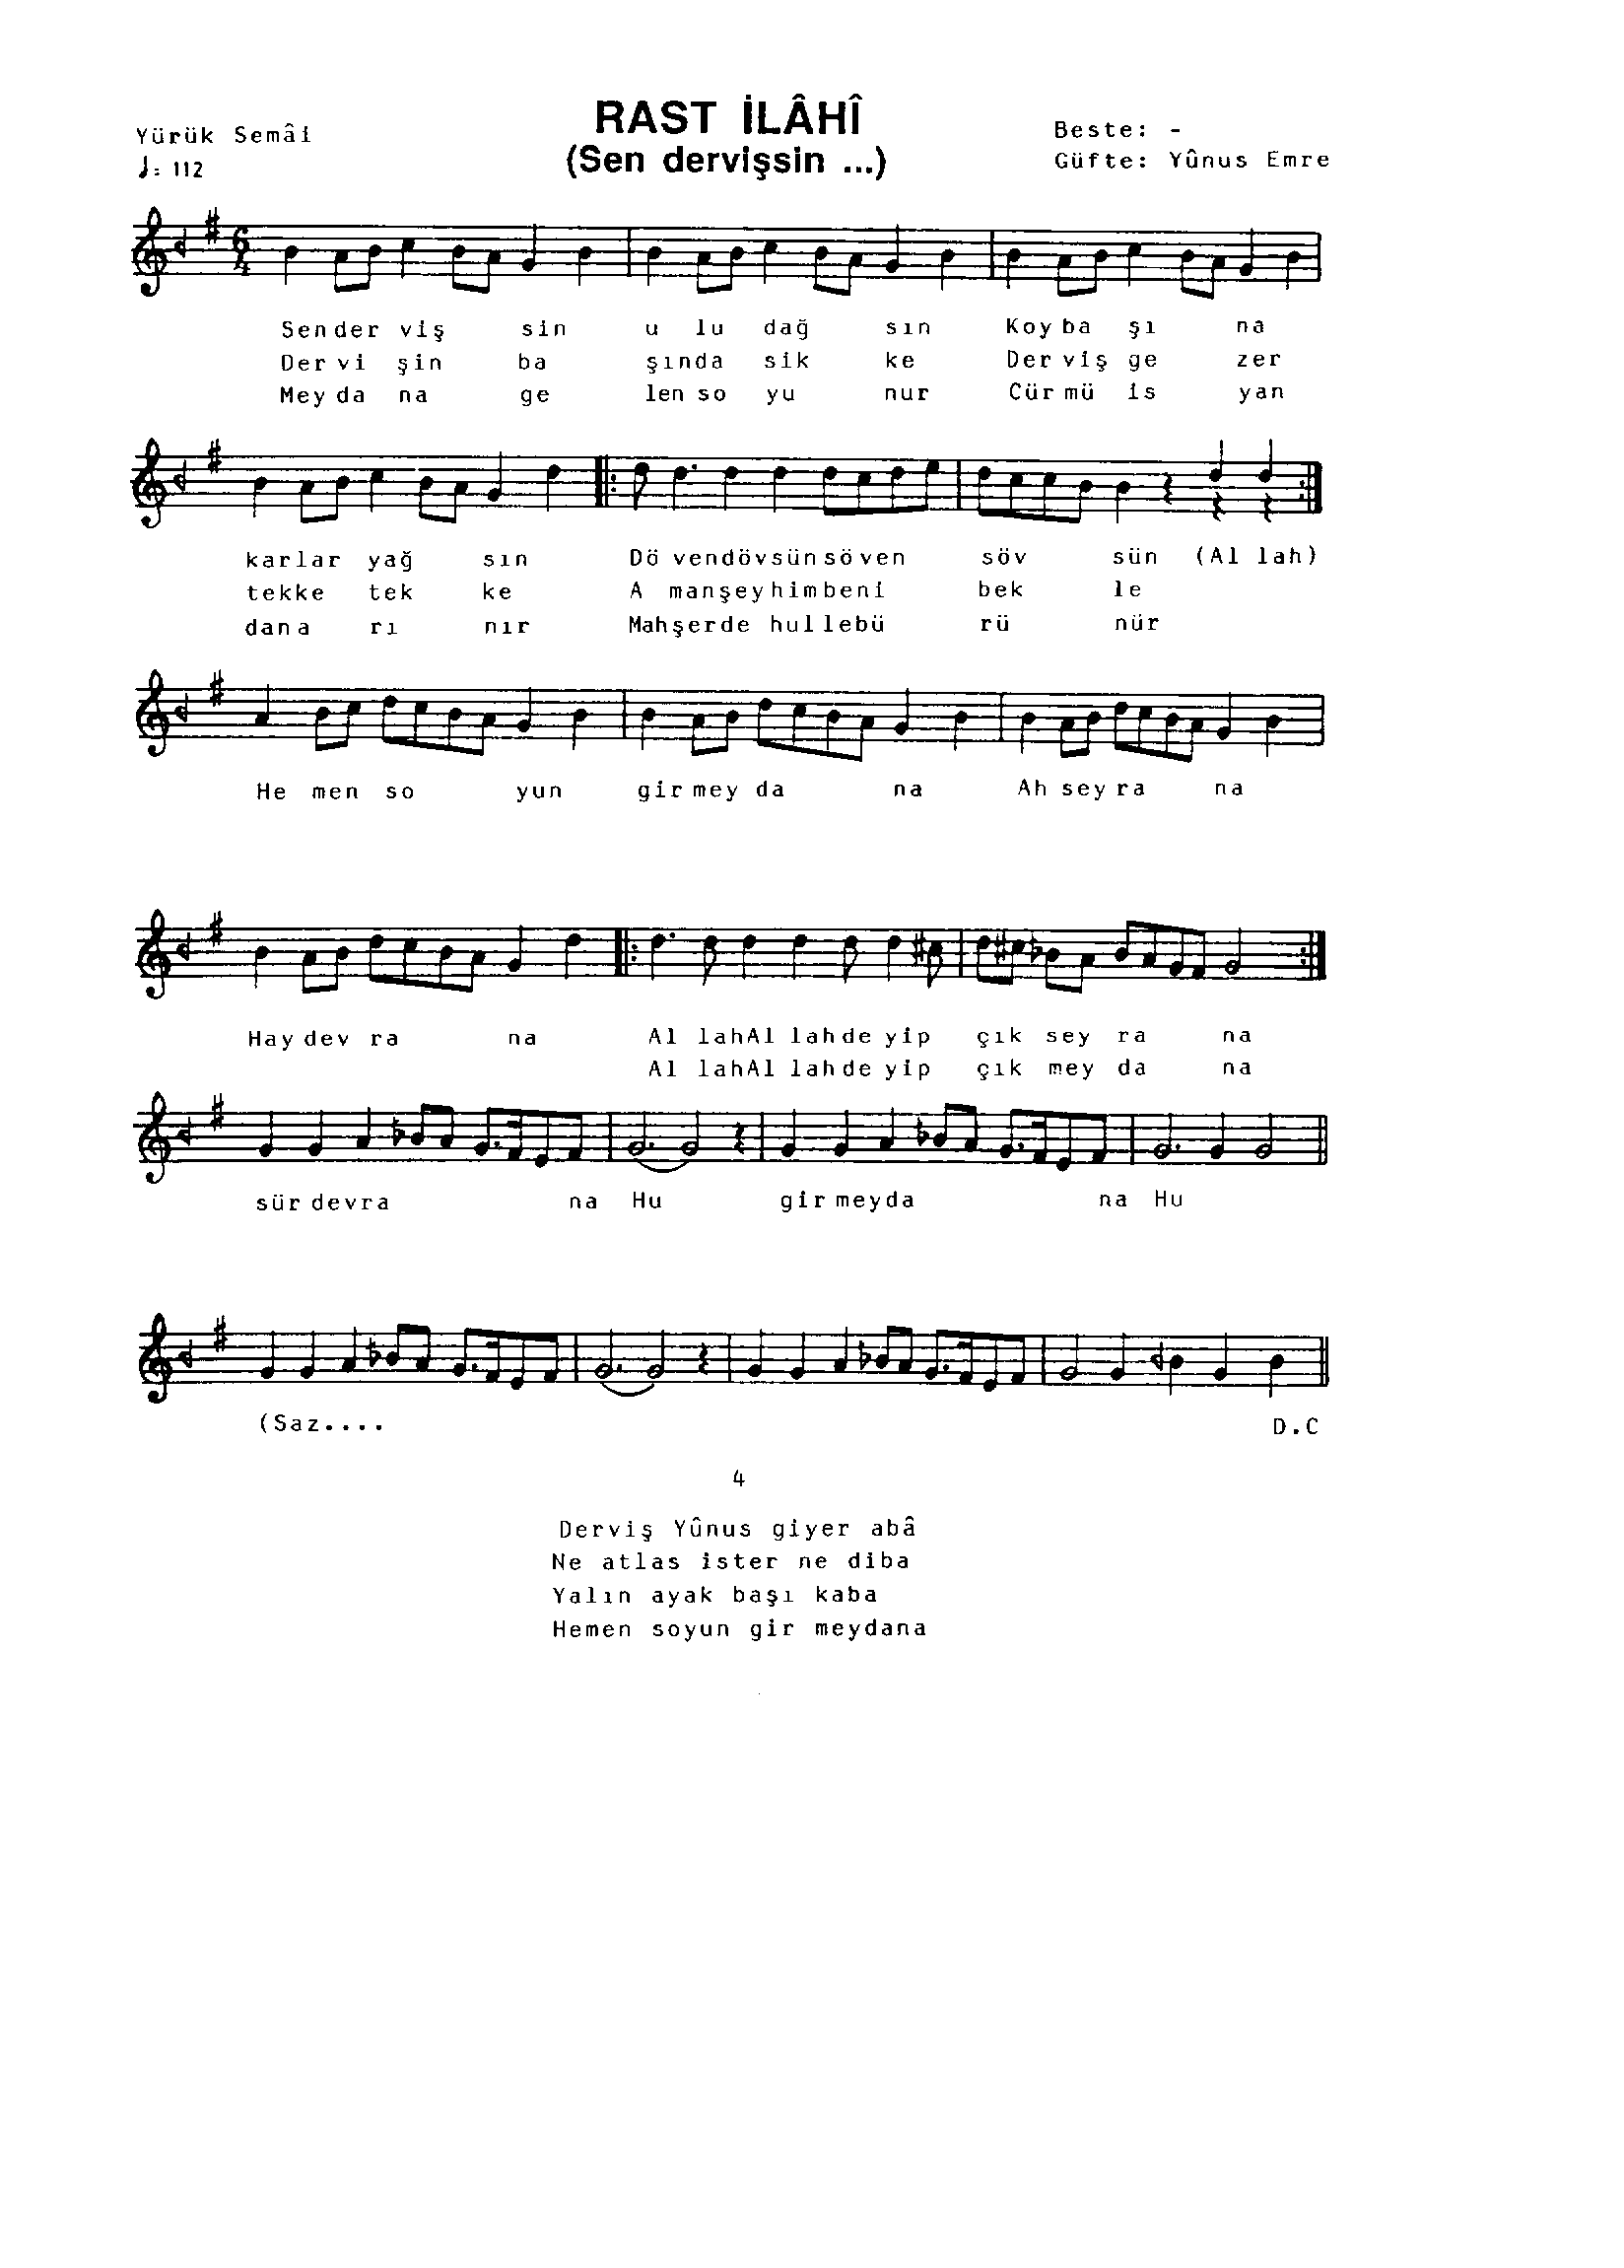 RAST İLÂHÎ
(Sen dervişsin ...)
Yürük Semâi
♩= 112
Beste: -
Güfte: Yûnus Emre
6
4
Sen der viş sin u lu dağ sın Koy ba şı na
Der vi şin ba şında sik ke Der viş ge zer
Mey da na ge len so yu nur Cür mü is yan
karlar yağ sın Dö vendövsünsöven söv sün (Al lah)
tekke tek ke A manşeyhimbeni bek le
dana rı nır Mahşerde hullebü rü nür
He men so yun gir mey da na Ah sey ra na
Hay dev ra na Al lahAl lah de yip çık sey ra na
Al lahAl lah de yip çık mey da na
sür devra na Hu gir meyda na Hu
(Saz....
D.C
4
Derviş Yûnus giyer abâ
Ne atlas ister ne diba
Yalın ayak başı kaba
Hemen soyun gir meydana